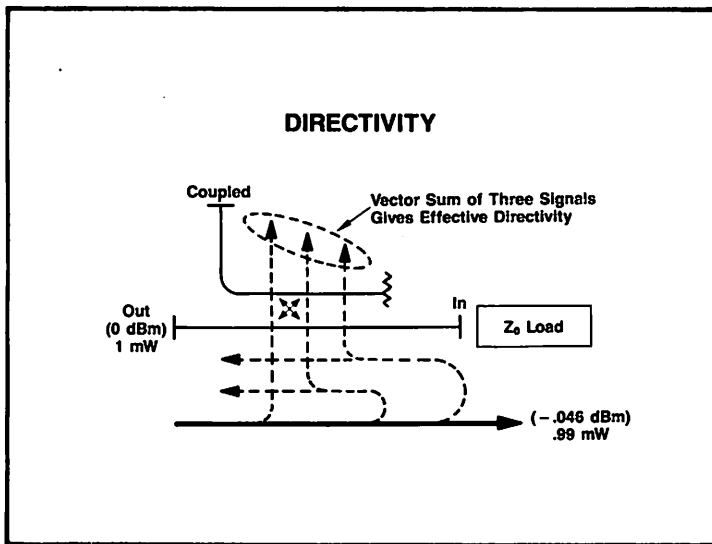 DIRECTIVITY
Coupled
Vector Sum of Three Signals
Gives Effective Directivity
Out
(0 dBm)
1 mW
In
Z₀ Load
(−.046 dBm)
.99 mW